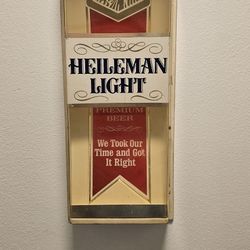 HEILEMAN
LIGHT
PREMIUM
BEER
We Took Our
Time and Got
It Right